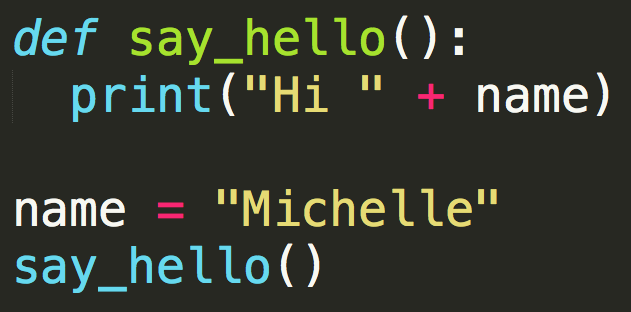 def say_hello():
  print("Hi " + name)

name = "Michelle"
say_hello()